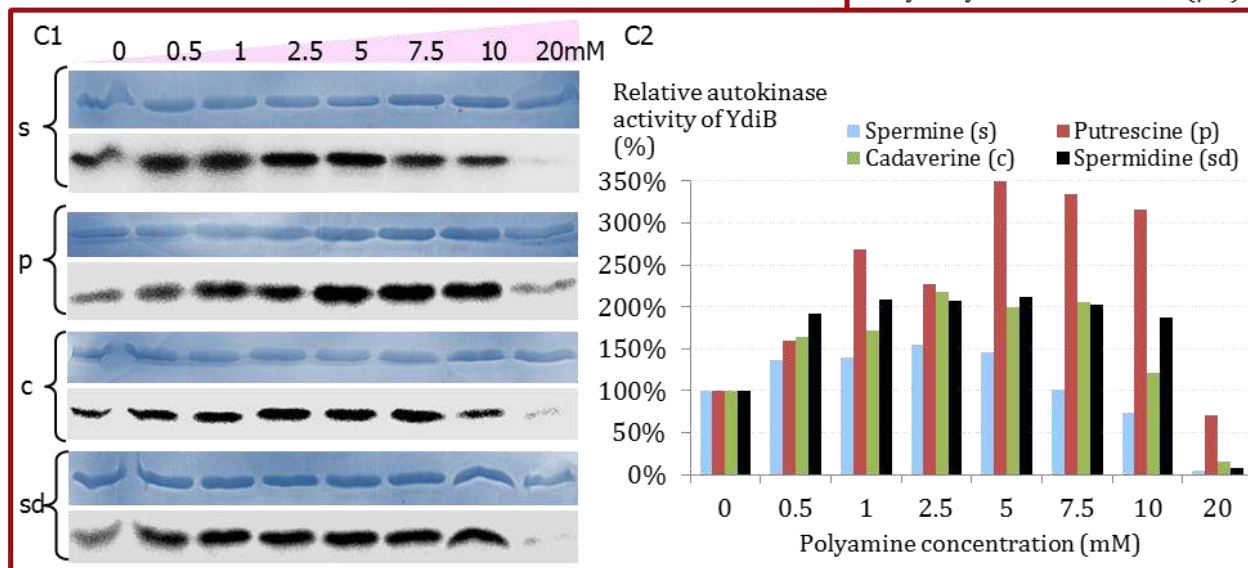 C1
0 0.5 1 2.5 5 7.5 10 20mM
s
p
c
sd
C2
Relative autokinase
activity of YdiB
(%)
Spermine (s) Putrescine (p)
Cadaverine (c) Spermidine (sd)
350%
300%
250%
200%
150%
100%
50%
0%
0 0.5 1 2.5 5 7.5 10 20
Polyamine concentration (mM)